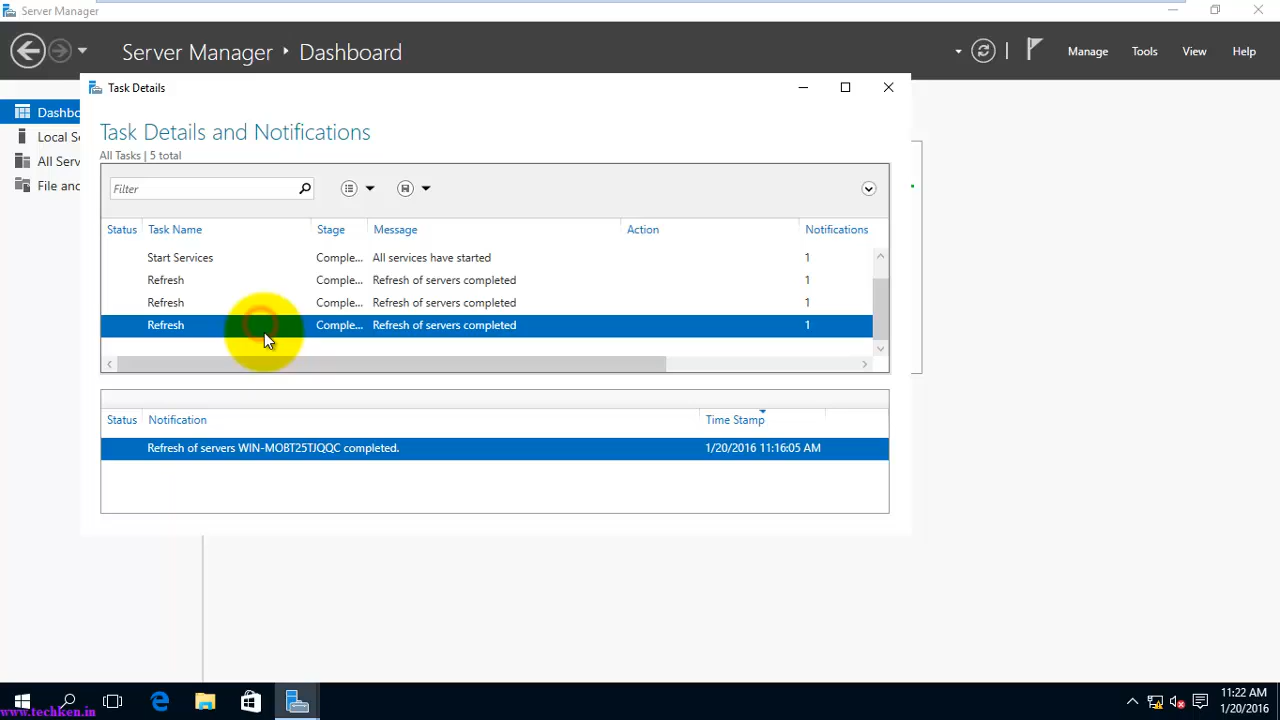 Server Manager
Server Manager ‣ Dashboard
Manage Tools View Help
Dashbo
Local Se
All Serv
File and
Task Details
Task Details and Notifications
All Tasks | 5 total
Filter
Status Task Name Stage Message Action Notifications
Start Services Comple... All services have started 1
Refresh Comple... Refresh of servers completed 1
Refresh Comple... Refresh of servers completed 1
Refresh Comple... Refresh of servers completed 1
Status Notification Time Stamp
Refresh of servers WIN-MOBT25TJQQC completed. 1/20/2016 11:16:05 AM
11:22 AM
1/20/2016
www.techken.in